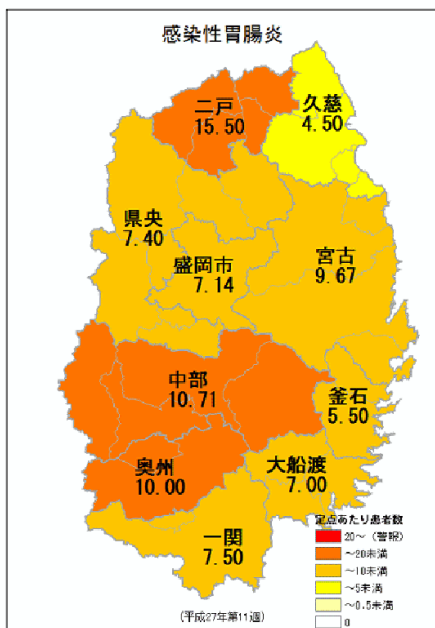 感染性胃腸炎
二戸
15.50
久慈
4.50
県央
7.40
盛岡市
7.14
宮古
9.67
中部
10.71
釜石
5.50
奥州
10.00
大船渡
7.00
一関
7.50
定点あたり患者数
20～（警報）
～20未満
～10未満
～5未満
～0.5未満
0
(平成27年第11週)